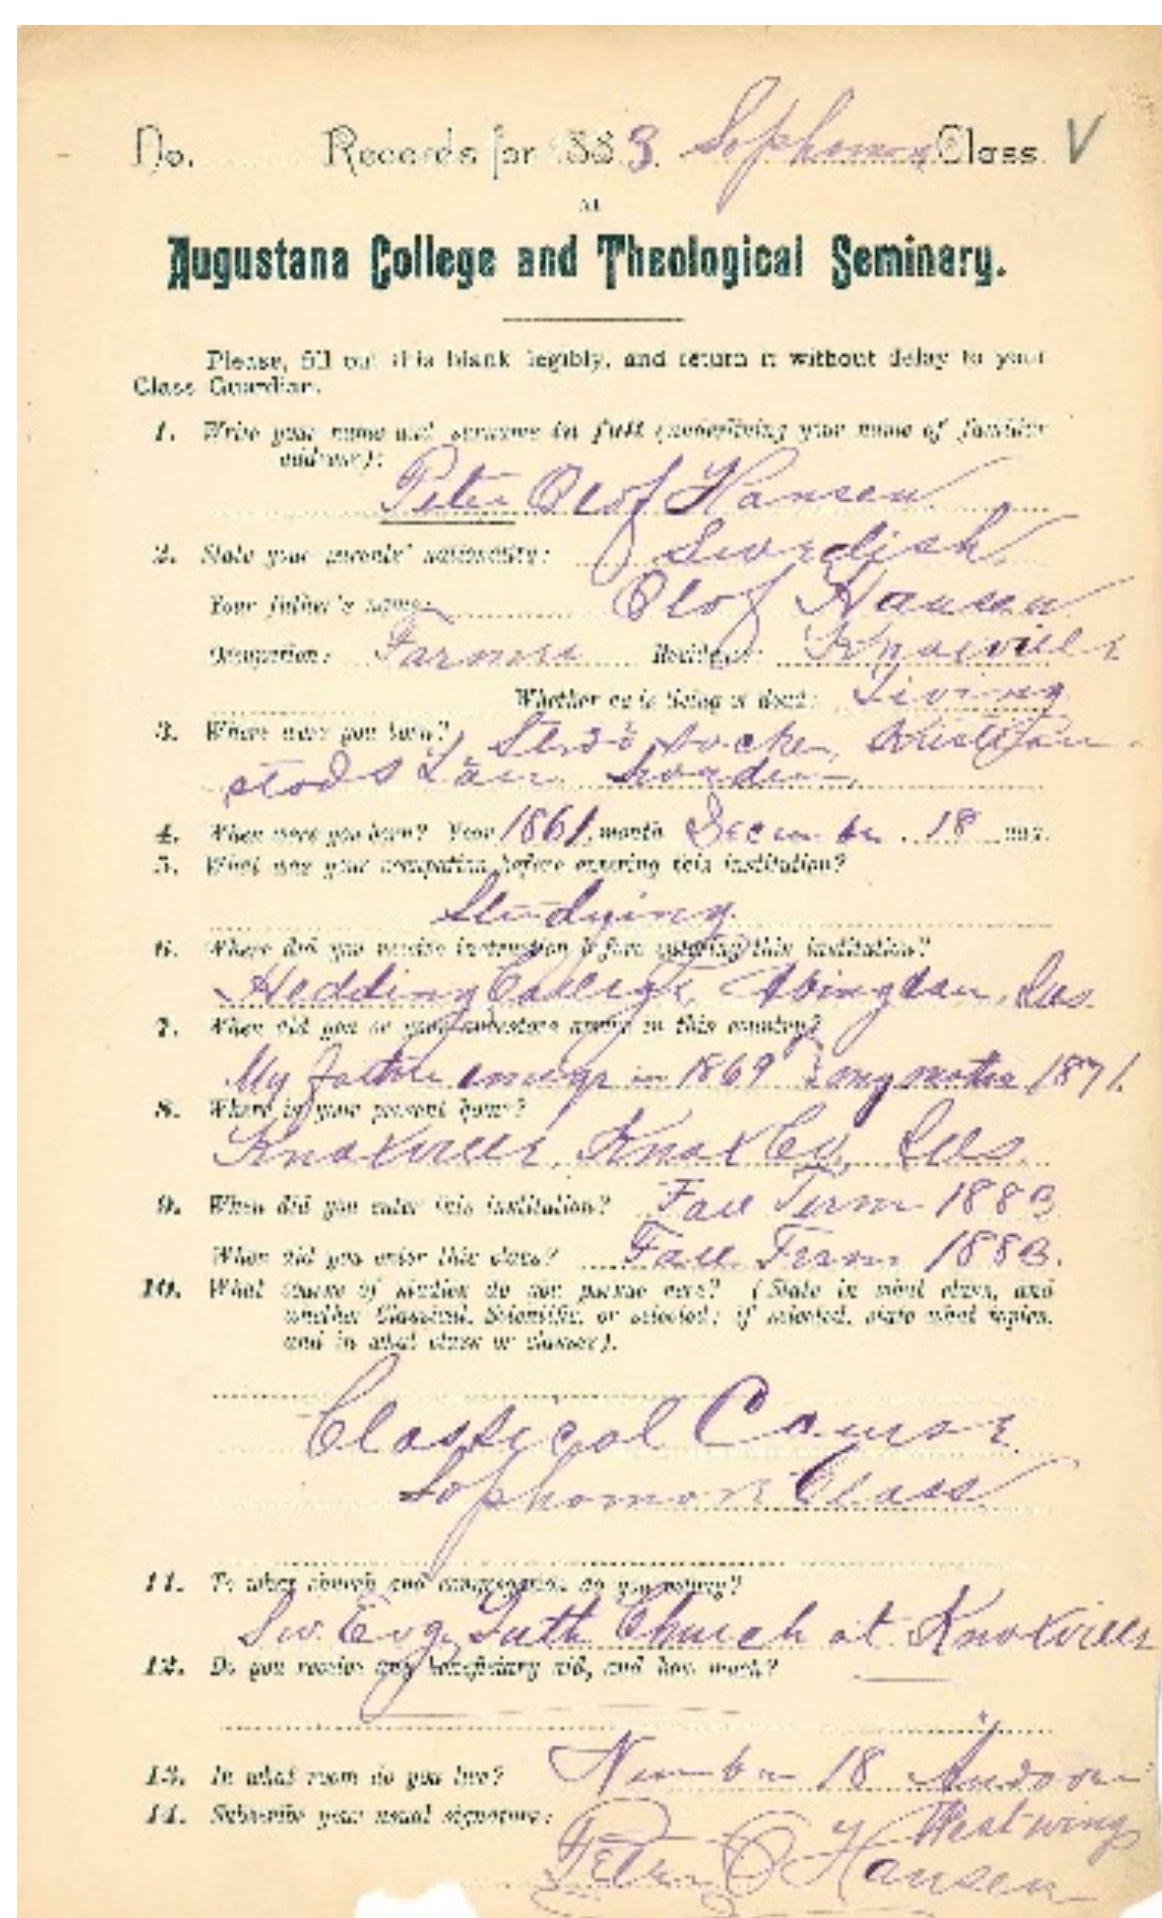 No. Records for 1883. Sophomore Class. V
AT
Augustana College and Theological Seminary.
Please, fill out this blank legibly, and return it without delay to your
Class Guardian.
1. Write your name and surname in full (underlining your name of familiar
address):
Peter Olof Hansen
2. State your parents' nationality: Swedish
Your father's name: Olof Hansen
Occupation: Farmer Residence: Knoxville
Whether he is living or dead: Living
3. Where were you born? Socken, Kristian-
stads Län, Sweden,
4. When were you born? Year 1861, month December 18 day.
5. What was your occupation before entering this institution?
Studying
6. Where did you receive instruction before entering this institution?
Hedding College, Abingdon, Ills.
7. When did you or your ancestors arrive in this country?
My father emigr in 1869 & my mother 1871.
8. Where is your present home?
Knoxville, Knox Co, Ills.
9. When did you enter this institution? Fall Term 1883
When did you enter this class? Fall Term 1883.
10. What course of studies do you pursue here? (State in what class, and
whether Classical, Scientific, or selected; if selected, state what topics,
and in what class or classes).
Classical Course
Sophomore Class
11. To what church and congregation do you belong?
Sw. Evg. Luth Church at Knoxville
12. Do you receive any beneficiary aid, and how much?
13. In what room do you live? Number 18
West wing
14. Subscribe your usual signature:
Peter O Hansen